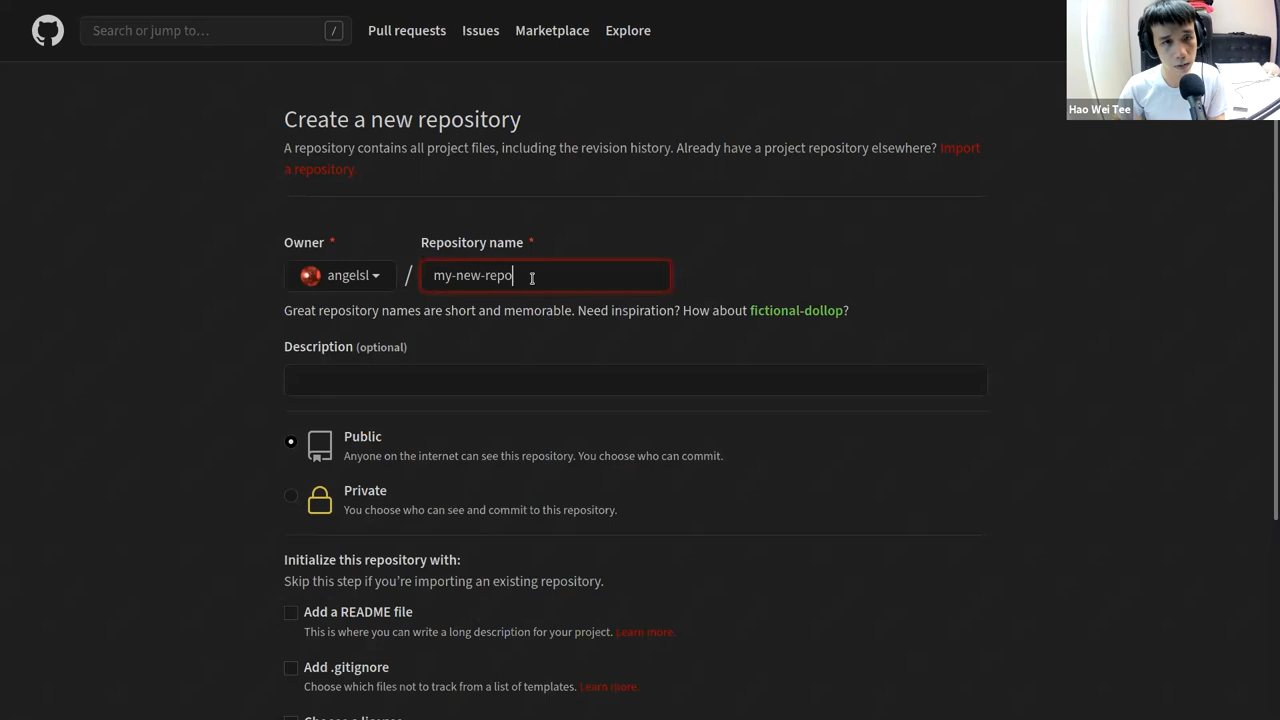 Search or jump to…
/
Pull requests
Issues
Marketplace
Explore
Hao Wei Tee
Create a new repository
A repository contains all project files, including the revision history. Already have a project repository elsewhere? Import
a repository.
Owner *
Repository name *
angelsl
/
my-new-repo
Great repository names are short and memorable. Need inspiration? How about fictional-dollop?
Description (optional)
Public
Anyone on the internet can see this repository. You choose who can commit.
Private
You choose who can see and commit to this repository.
Initialize this repository with:
Skip this step if you're importing an existing repository.
Add a README file
This is where you can write a long description for your project. Learn more.
Add .gitignore
Choose which files not to track from a list of templates. Learn more.
Choose a license